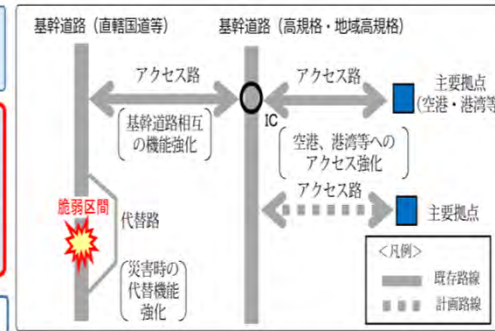 基幹道路（直轄国道等）
基幹道路（高規格・地域高規格）
アクセス路
アクセス路
主要拠点
（空港・港湾等
IC
基幹道路相互
の機能強化
空港、港湾等への
アクセス強化
アクセス路
脆弱区間
代替路
主要拠点
災害時の
代替機能
強化
＜凡例＞
既存路線
計画路線